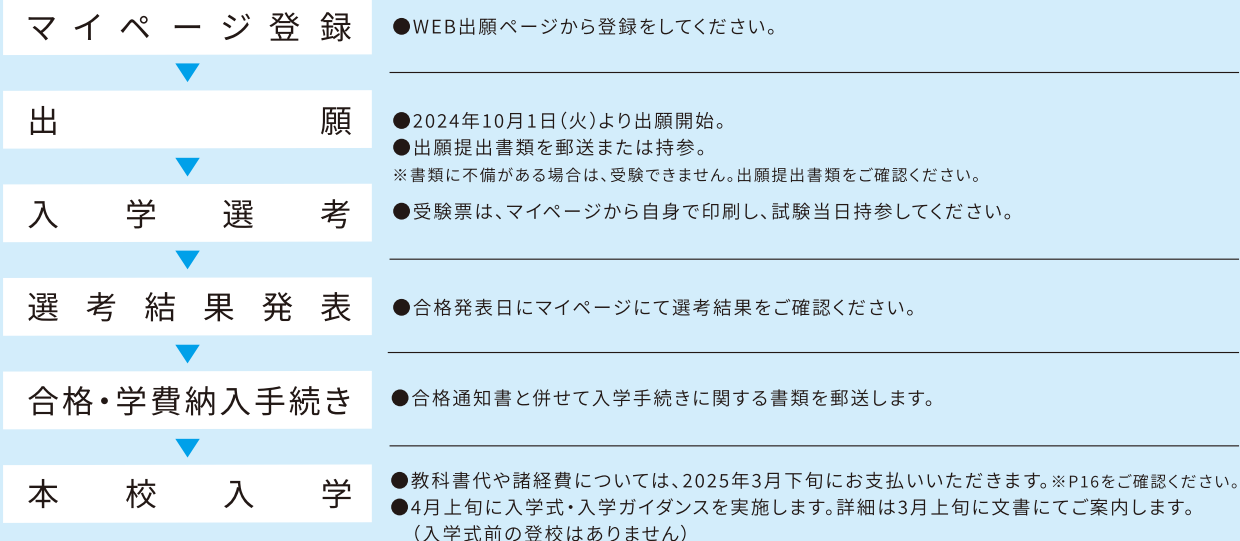 マイページ登録
●WEB出願ページから登録をしてください。
出願
●2024年10月1日(火)より出願開始。
●出願提出書類を郵送または持参。
※書類に不備がある場合は、受験できません。出願提出書類をご確認ください。
入学選考
●受験票は、マイページから自身で印刷し、試験当日持参してください。
選考結果発表
●合格発表日にマイページにて選考結果をご確認ください。
合格・学費納入手続き
●合格通知書と併せて入学手続きに関する書類を郵送します。
本校入学
●教科書代や諸経費については、2025年3月下旬にお支払いいただきます。※P16をご確認ください。
●4月上旬に入学式・入学ガイダンスを実施します。詳細は3月上旬に文書にてご案内します。
(入学式前の登校はありません)